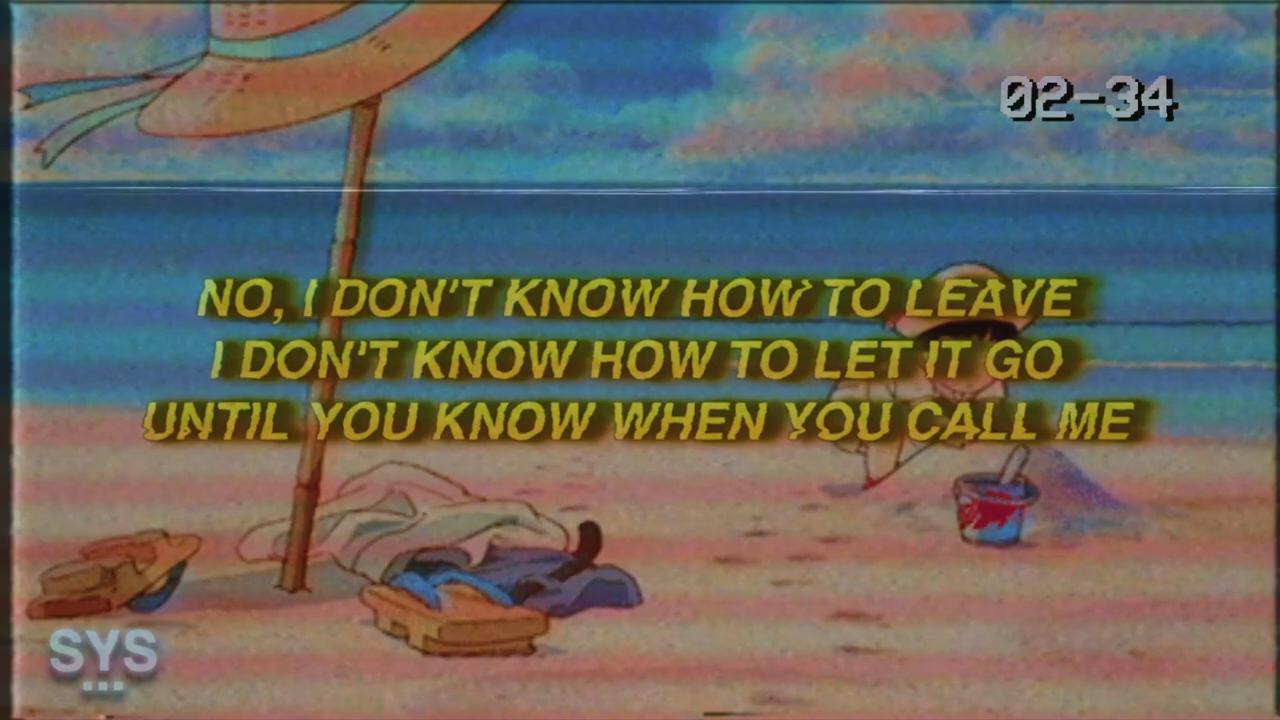 02-34
NO, I DON'T KNOW HOW TO LEAVE
I DON'T KNOW HOW TO LET IT GO
UNTIL YOU KNOW WHEN YOU CALL ME
SYS